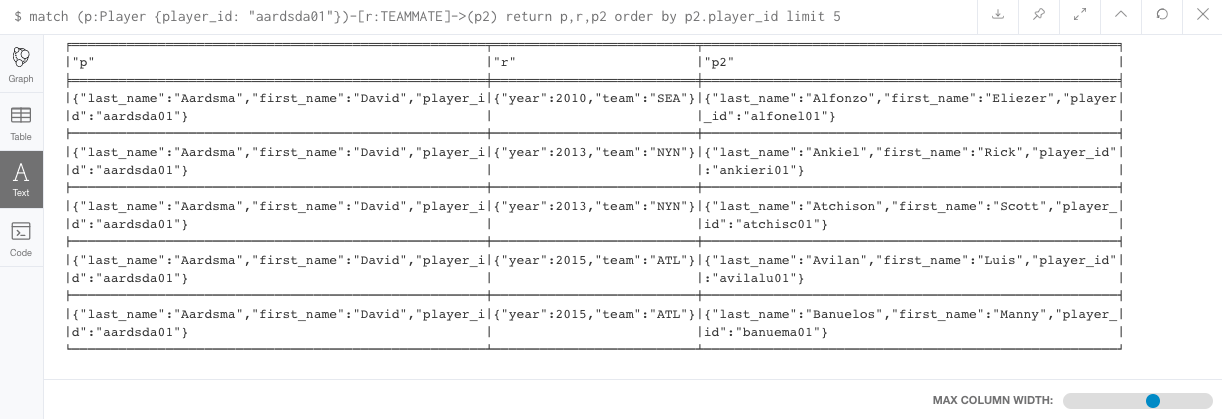 $ match (p:Player {player_id: "aardsda01"})-[r:TEAMMATE]->(p2) return p,r,p2 order by p2.player_id limit 5
Graph
Table
Text
Code
"p" "r" "p2"
{"last_name":"Aardsma","first_name":"David","player_i {"year":2010,"team":"SEA"} {"last_name":"Alfonzo","first_name":"Eliezer","player
d":"aardsda01"} _id":"alfonel01"}
{"last_name":"Aardsma","first_name":"David","player_i {"year":2013,"team":"NYN"} {"last_name":"Ankiel","first_name":"Rick","player_id"
d":"aardsda01"} :"ankieri01"}
{"last_name":"Aardsma","first_name":"David","player_i {"year":2013,"team":"NYN"} {"last_name":"Atchison","first_name":"Scott","player_
d":"aardsda01"} id":"atchisc01"}
{"last_name":"Aardsma","first_name":"David","player_i {"year":2015,"team":"ATL"} {"last_name":"Avilan","first_name":"Luis","player_id"
d":"aardsda01"} :"avilalu01"}
{"last_name":"Aardsma","first_name":"David","player_i {"year":2015,"team":"ATL"} {"last_name":"Banuelos","first_name":"Manny","player_
d":"aardsda01"} id":"banuema01"}
MAX COLUMN WIDTH: